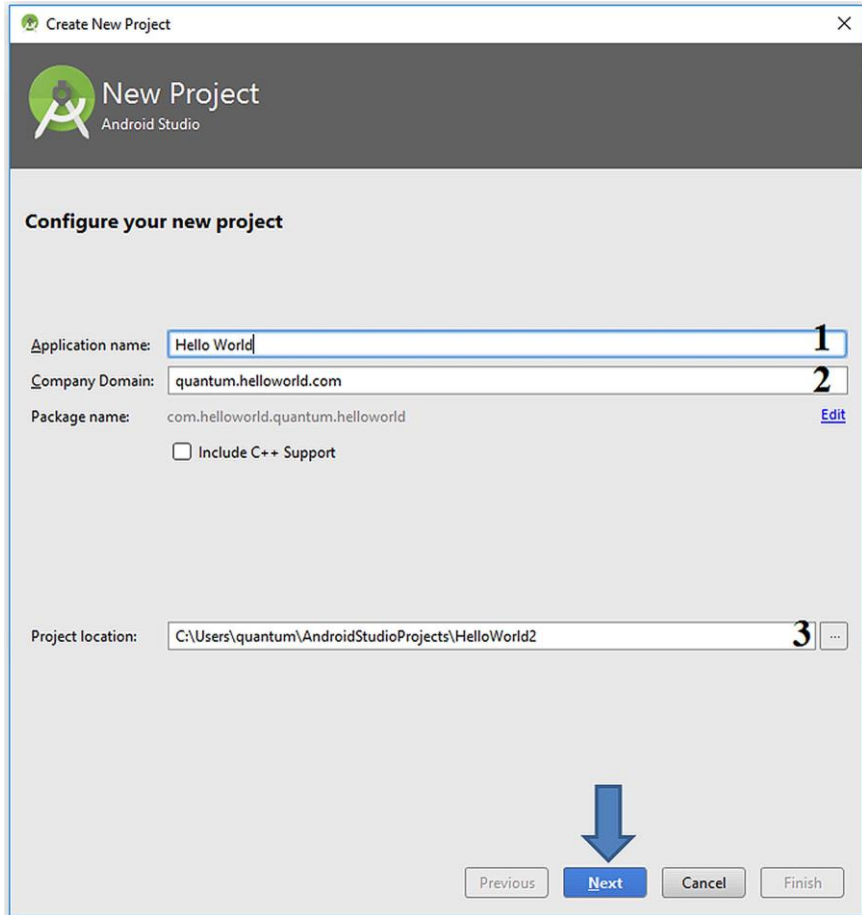 Create New Project
New Project
Android Studio
Configure your new project
Application name: Hello World 1
Company Domain: quantum.helloworld.com 2
Package name: com.helloworld.quantum.helloworld Edit
Include C++ Support
Project location: C:\Users\quantum\AndroidStudioProjects\HelloWorld2 3 ...
Previous Next Cancel Finish